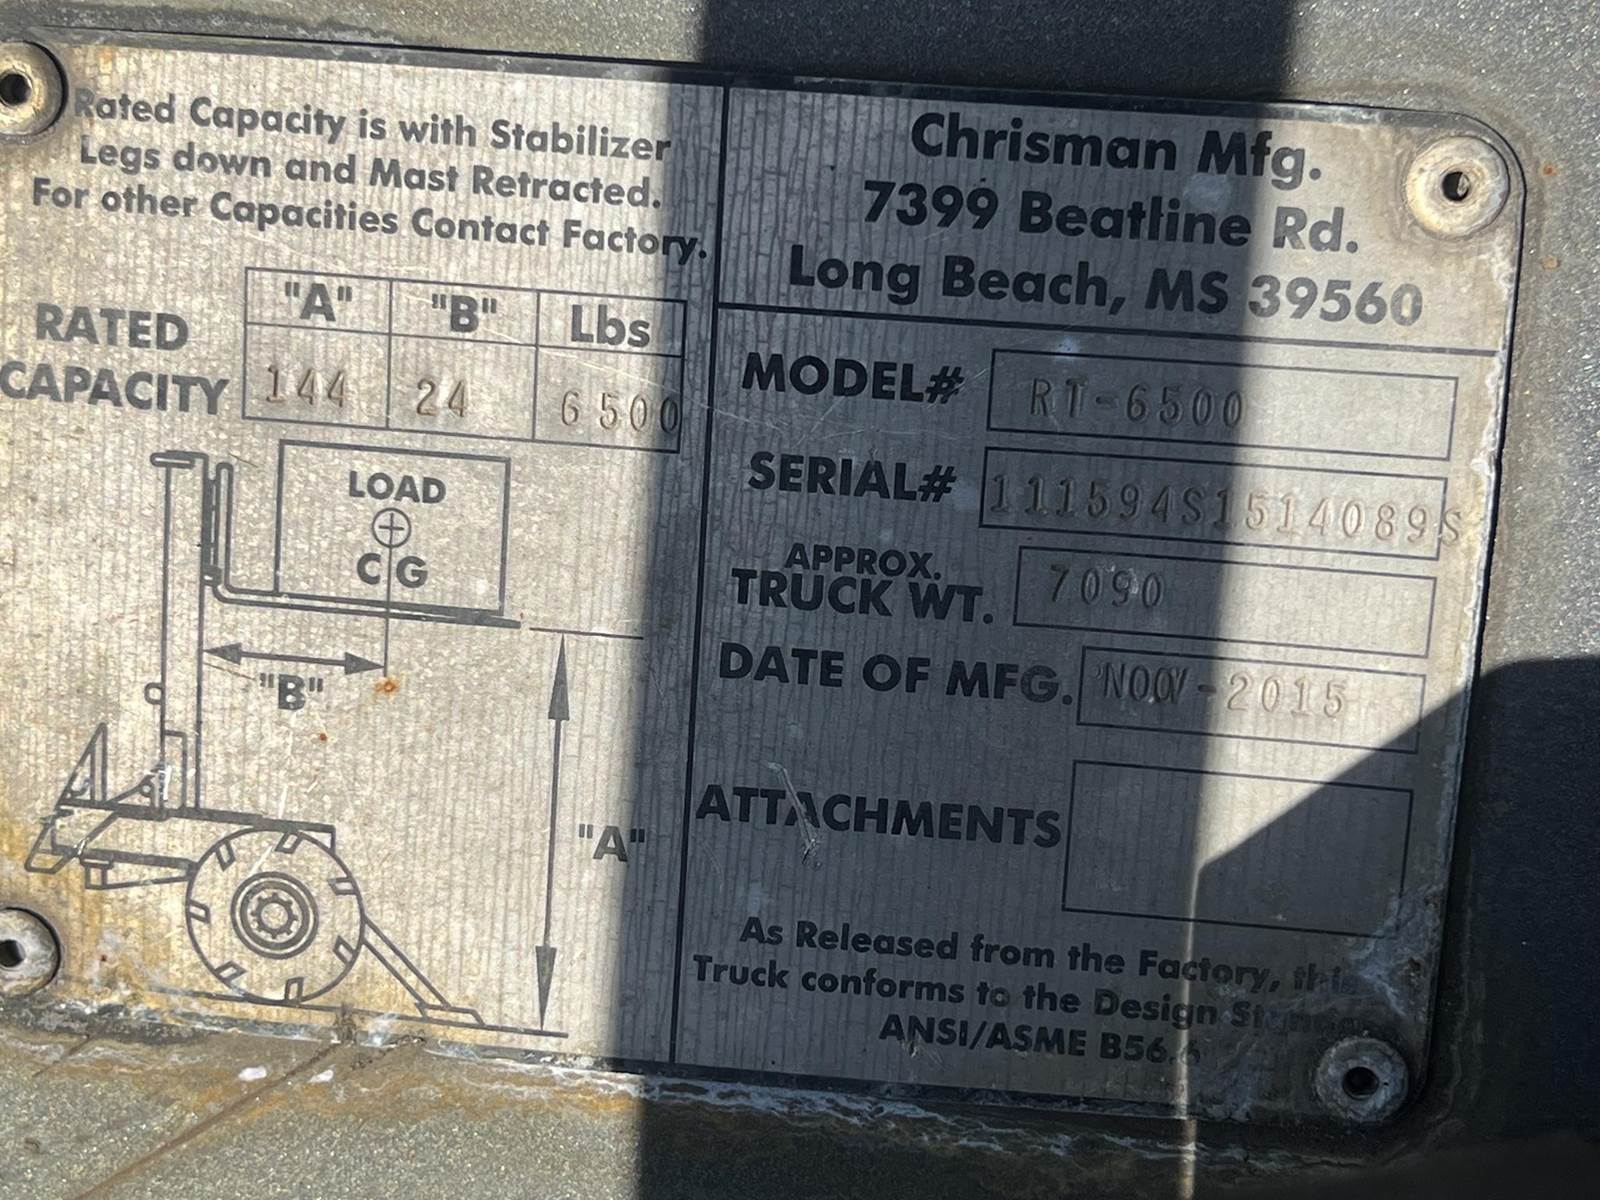 Rated Capacity is with Stabilizer
Legs down and Mast Retracted.
For other Capacities Contact Factory.
"A" "B" Lbs
RATED
CAPACITY 144 24 6500
LOAD
CG
"B"
"A"
Chrisman Mfg.
7399 Beatline Rd.
Long Beach, MS 39560
MODEL# RT-6500
SERIAL# 111594S1514089S
APPROX.
TRUCK WT. 7090
DATE OF MFG. NOV-2015
ATTACHMENTS
As Released from the Factory, this
Truck conforms to the Design
ANSI/ASME B56.6